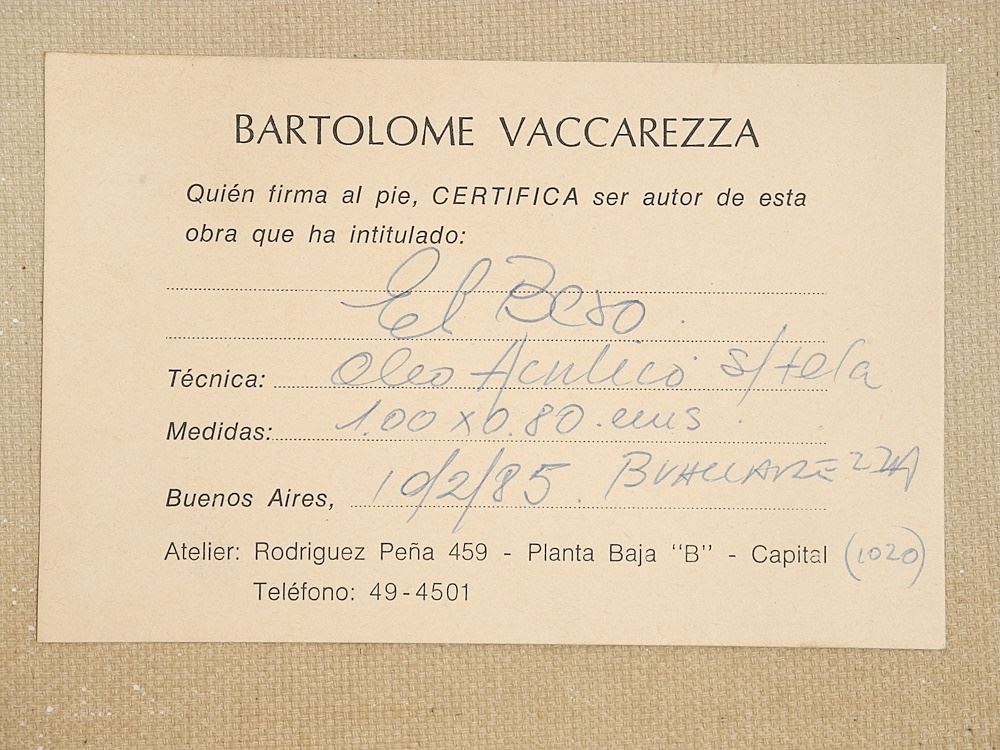 BARTOLOME VACCAREZZA
Quién firma al pie, CERTIFICA ser autor de esta
obra que ha intitulado:
El Beso
Técnica: Oleo Acrilico s/tela
Medidas: 1.00 x 0.80 cms
Buenos Aires, 10/2/85. BVACCAREZZA
Atelier: Rodriguez Peña 459 - Planta Baja "B" - Capital (1020)
Teléfono: 49-4501